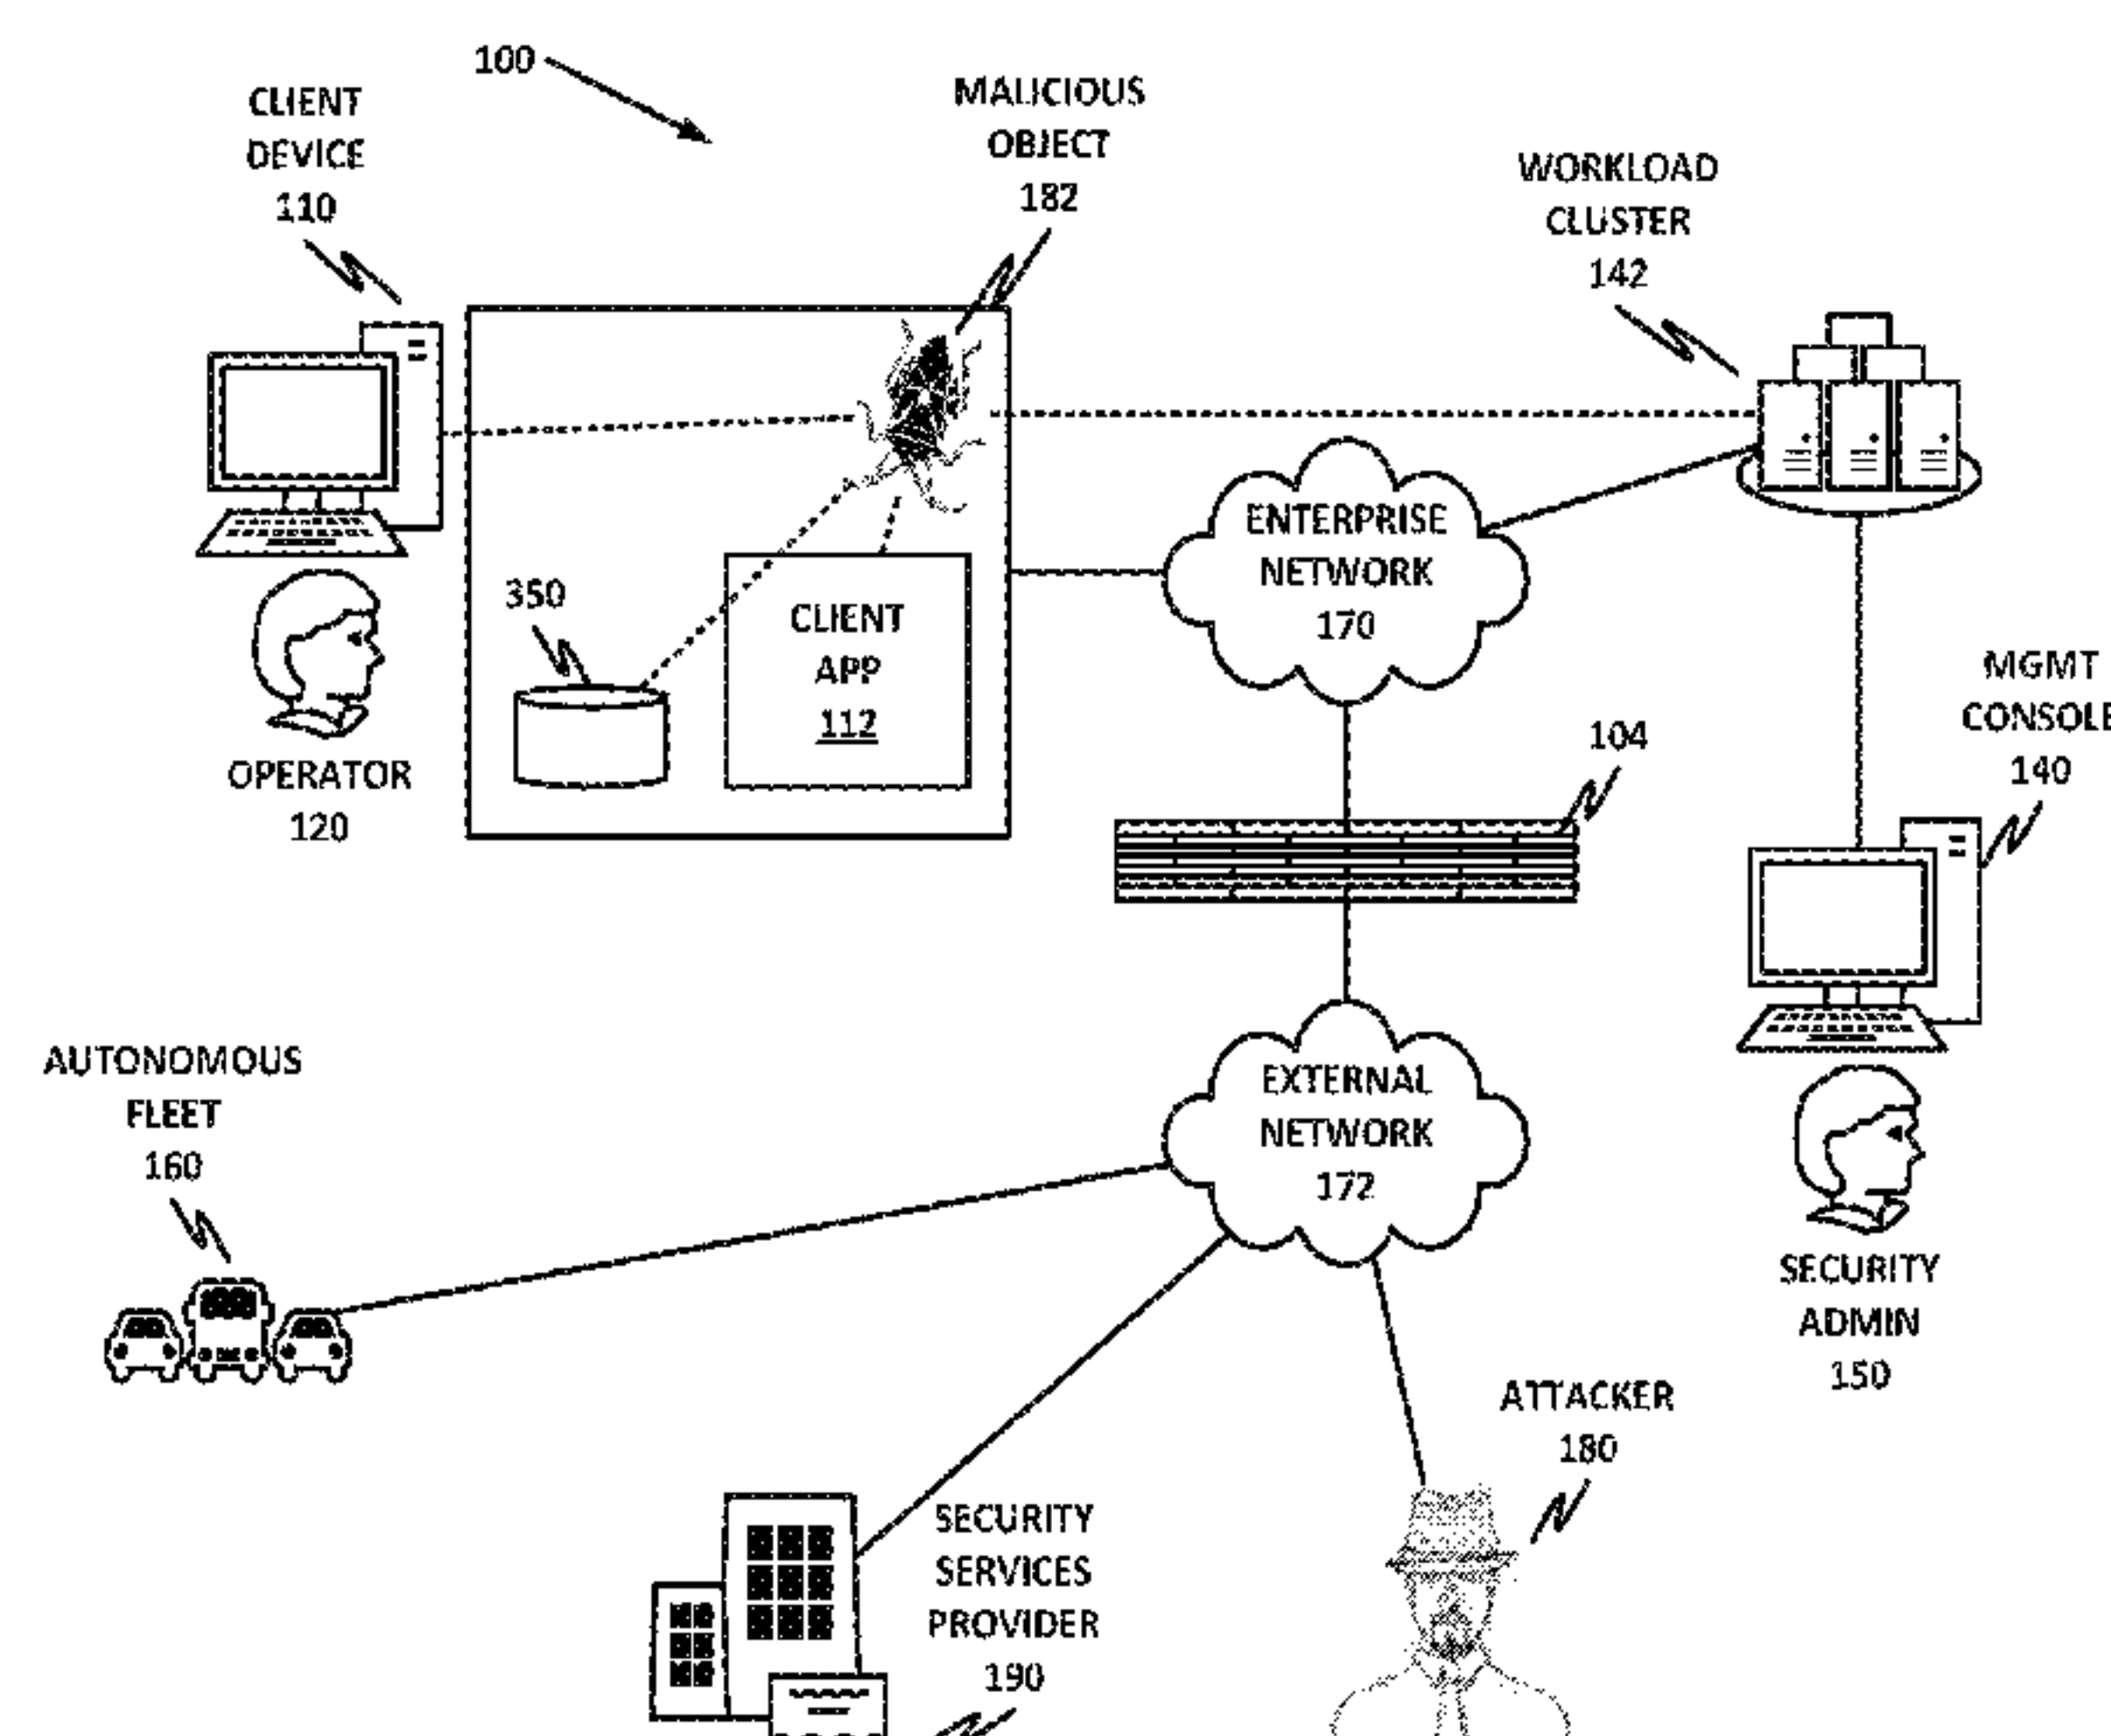 100
CLIENT
DEVICE
110
MALICIOUS
OBJECT
182
WORKLOAD
CLUSTER
142
ENTERPRISE
NETWORK
170
350
CLIENT
APP
112
OPERATOR
120
104
MGMT
CONSOLE
140
AUTONOMOUS
FLEET
160
EXTERNAL
NETWORK
172
SECURITY
ADMIN
150
ATTACKER
180
SECURITY
SERVICES
PROVIDER
190